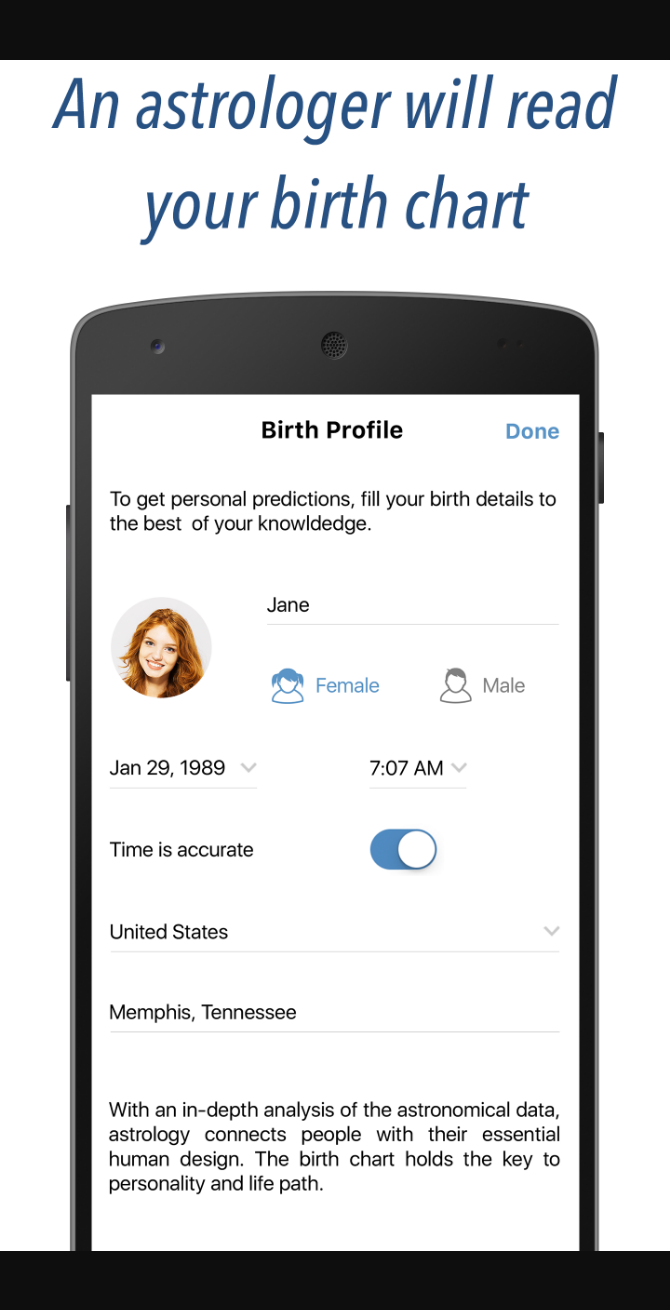 An astrologer will read
your birth chart
Birth Profile
Done
To get personal predictions, fill your birth details to
the best of your knowldedge.
Jane
Female
Male
Jan 29, 1989
7:07 AM
Time is accurate
United States
Memphis, Tennessee
With an in-depth analysis of the astronomical data,
astrology connects people with their essential
human design. The birth chart holds the key to
personality and life path.